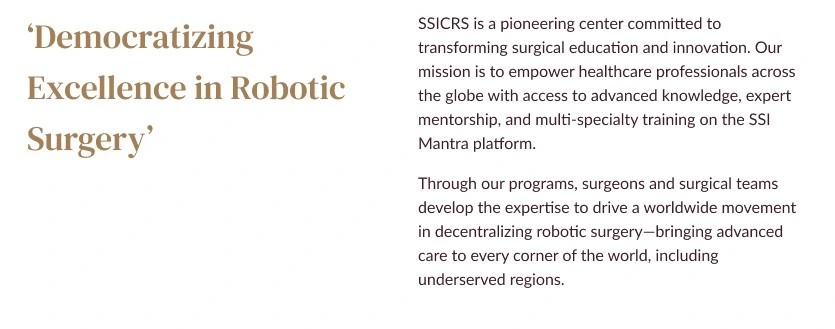 ‘Democratizing
Excellence in Robotic
Surgery’
SSICRS is a pioneering center committed to
transforming surgical education and innovation. Our
mission is to empower healthcare professionals across
the globe with access to advanced knowledge, expert
mentorship, and multi-specialty training on the SSI
Mantra platform.
Through our programs, surgeons and surgical teams
develop the expertise to drive a worldwide movement
in decentralizing robotic surgery—bringing advanced
care to every corner of the world, including
underserved regions.